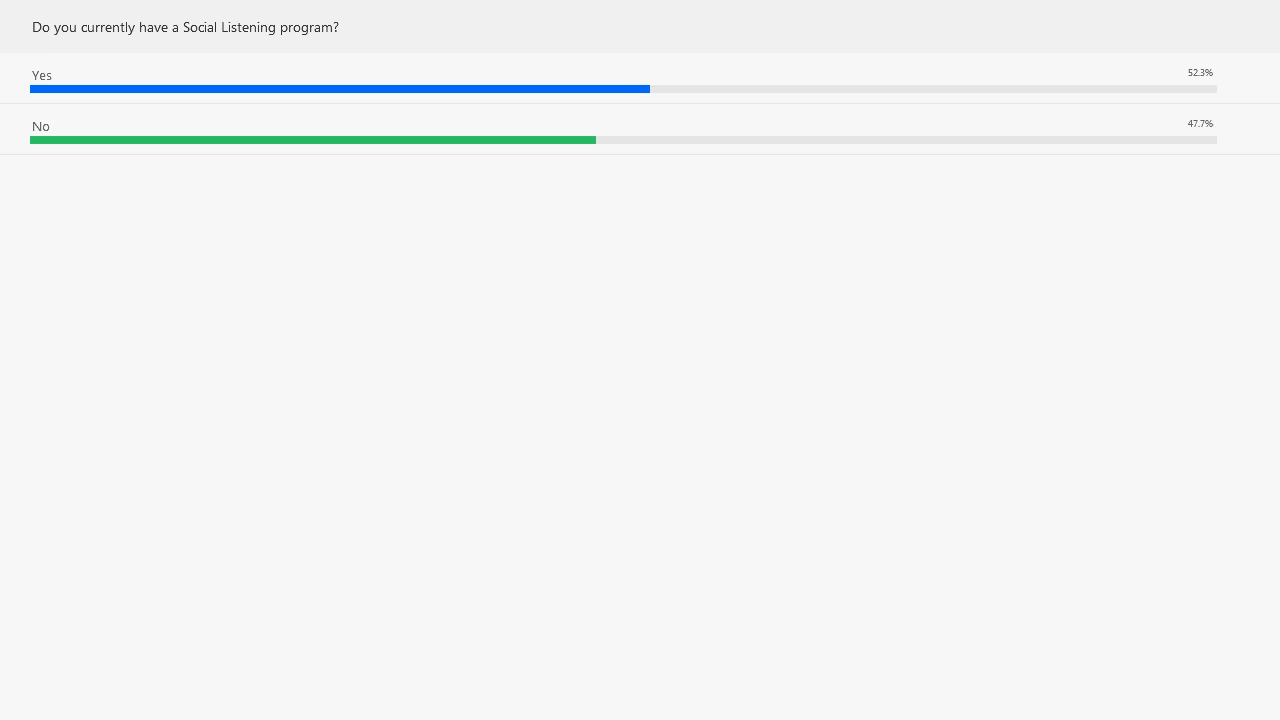 Do you currently have a Social Listening program?
Yes
52.3%
No
47.7%